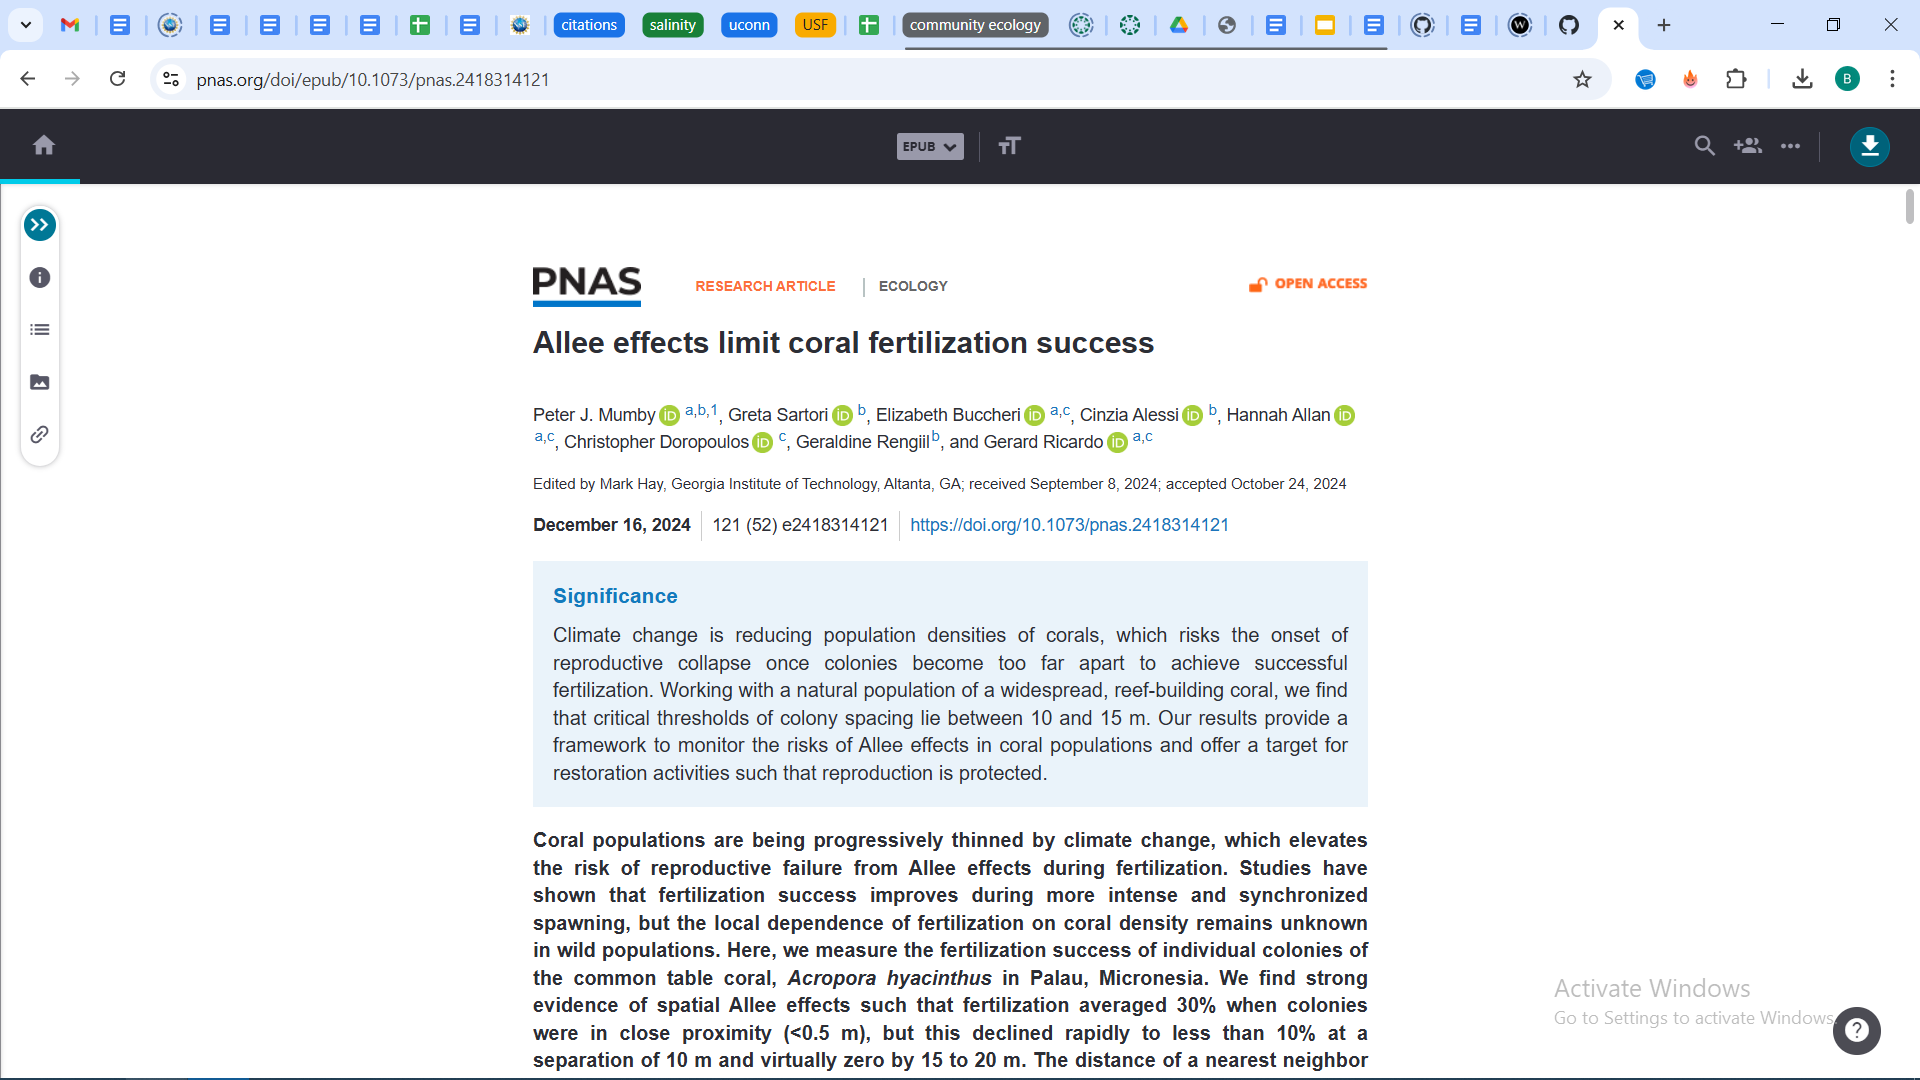 citations salinity uconn USF community ecology
pnas.org/doi/epub/10.1073/pnas.2418314121
B
EPUB
PNAS RESEARCH ARTICLE | ECOLOGY OPEN ACCESS
Allee effects limit coral fertilization success
Peter J. Mumby iD a,b,1, Greta Sartori iD b, Elizabeth Buccheri iD a,c, Cinzia Alessi iD b, Hannah Allan iD
a,c, Christopher Doropoulos iD c, Geraldine Rengiil b, and Gerard Ricardo iD a,c
Edited by Mark Hay, Georgia Institute of Technology, Altanta, GA; received September 8, 2024; accepted October 24, 2024
December 16, 2024 121 (52) e2418314121 https://doi.org/10.1073/pnas.2418314121
Significance
Climate change is reducing population densities of corals, which risks the onset of
reproductive collapse once colonies become too far apart to achieve successful
fertilization. Working with a natural population of a widespread, reef-building coral, we find
that critical thresholds of colony spacing lie between 10 and 15 m. Our results provide a
framework to monitor the risks of Allee effects in coral populations and offer a target for
restoration activities such that reproduction is protected.
Coral populations are being progressively thinned by climate change, which elevates
the risk of reproductive failure from Allee effects during fertilization. Studies have
shown that fertilization success improves during more intense and synchronized
spawning, but the local dependence of fertilization on coral density remains unknown
in wild populations. Here, we measure the fertilization success of individual colonies of
the common table coral, Acropora hyacinthus in Palau, Micronesia. We find strong
evidence of spatial Allee effects such that fertilization averaged 30% when colonies
were in close proximity (<0.5 m), but this declined rapidly to less than 10% at a
separation of 10 m and virtually zero by 15 to 20 m. The distance of a nearest neighbor
Activate Windows
Go to Settings to activate Windows.